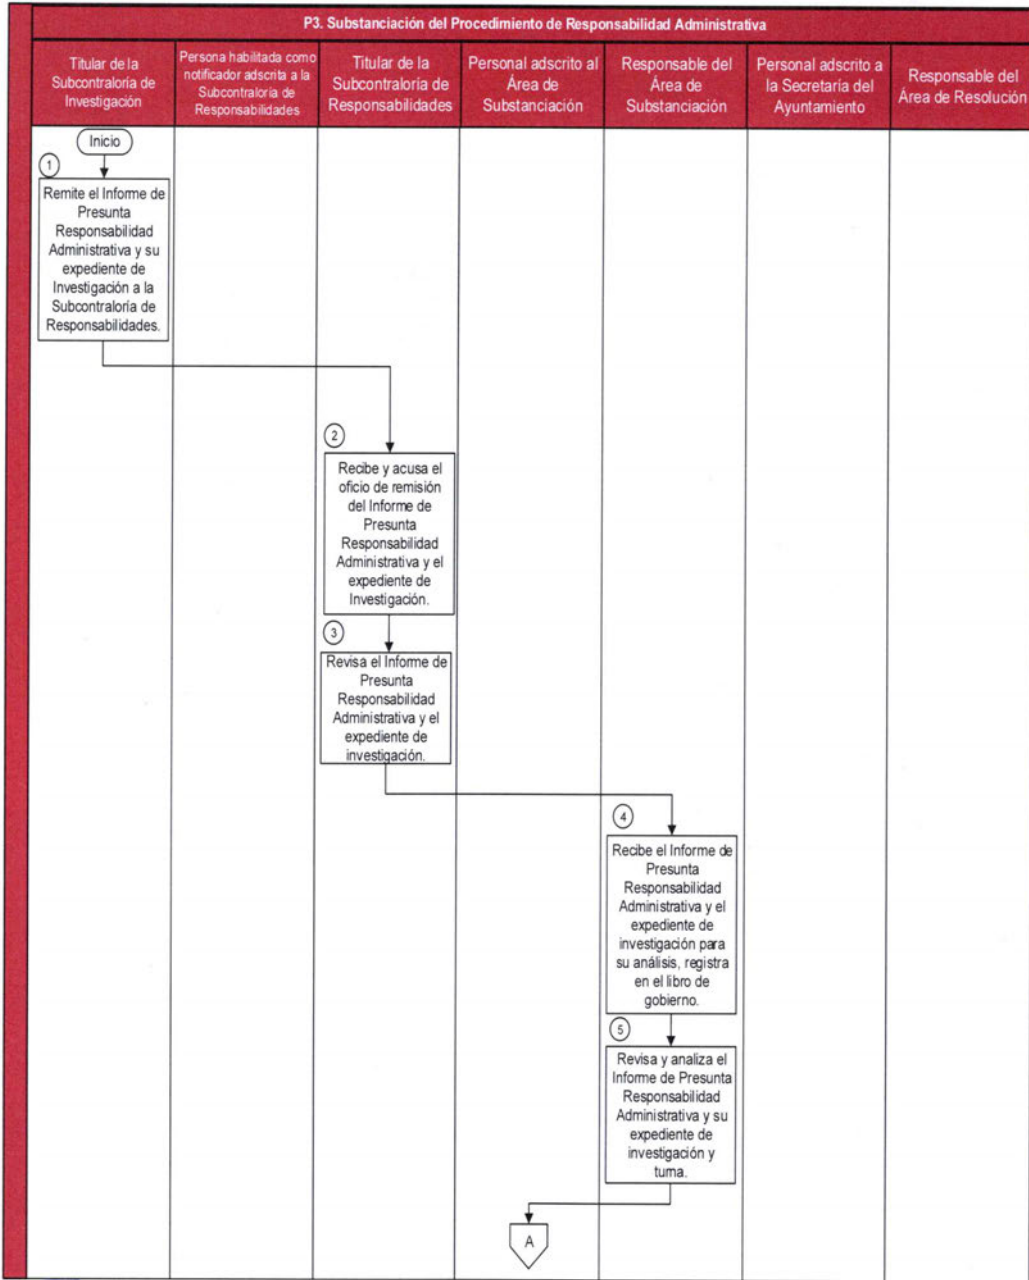 P3. Substanciación del Procedimiento de Responsabilidad Administrativa
Titular de la
Subcontraloría de
Investigación
Persona habilitada como
notificador adscrita a la
Subcontraloría de
Responsabilidades
Titular de la
Subcontraloría de
Responsabilidades
Personal adscrito al
Área de
Substanciación
Responsable del
Área de
Substanciación
Personal adscrito a
la Secretaría del
Ayuntamiento
Responsable del
Área de Resolución
Inicio
1
Remite el Informe de
Presunta
Responsabilidad
Administrativa y su
expediente de
Investigación a la
Subcontraloría de
Responsabilidades.
2
Recibe y acusa el
oficio de remisión
del Informe de
Presunta
Responsabilidad
Administrativa y el
expediente de
Investigación.
3
Revisa el Informe de
Presunta
Responsabilidad
Administrativa y el
expediente de
investigación.
4
Recibe el Informe de
Presunta
Responsabilidad
Administrativa y el
expediente de
investigación para
su análisis, registra
en el libro de
gobierno.
5
Revisa y analiza el
Informe de Presunta
Responsabilidad
Administrativa y su
expediente de
investigación y
turna.
A